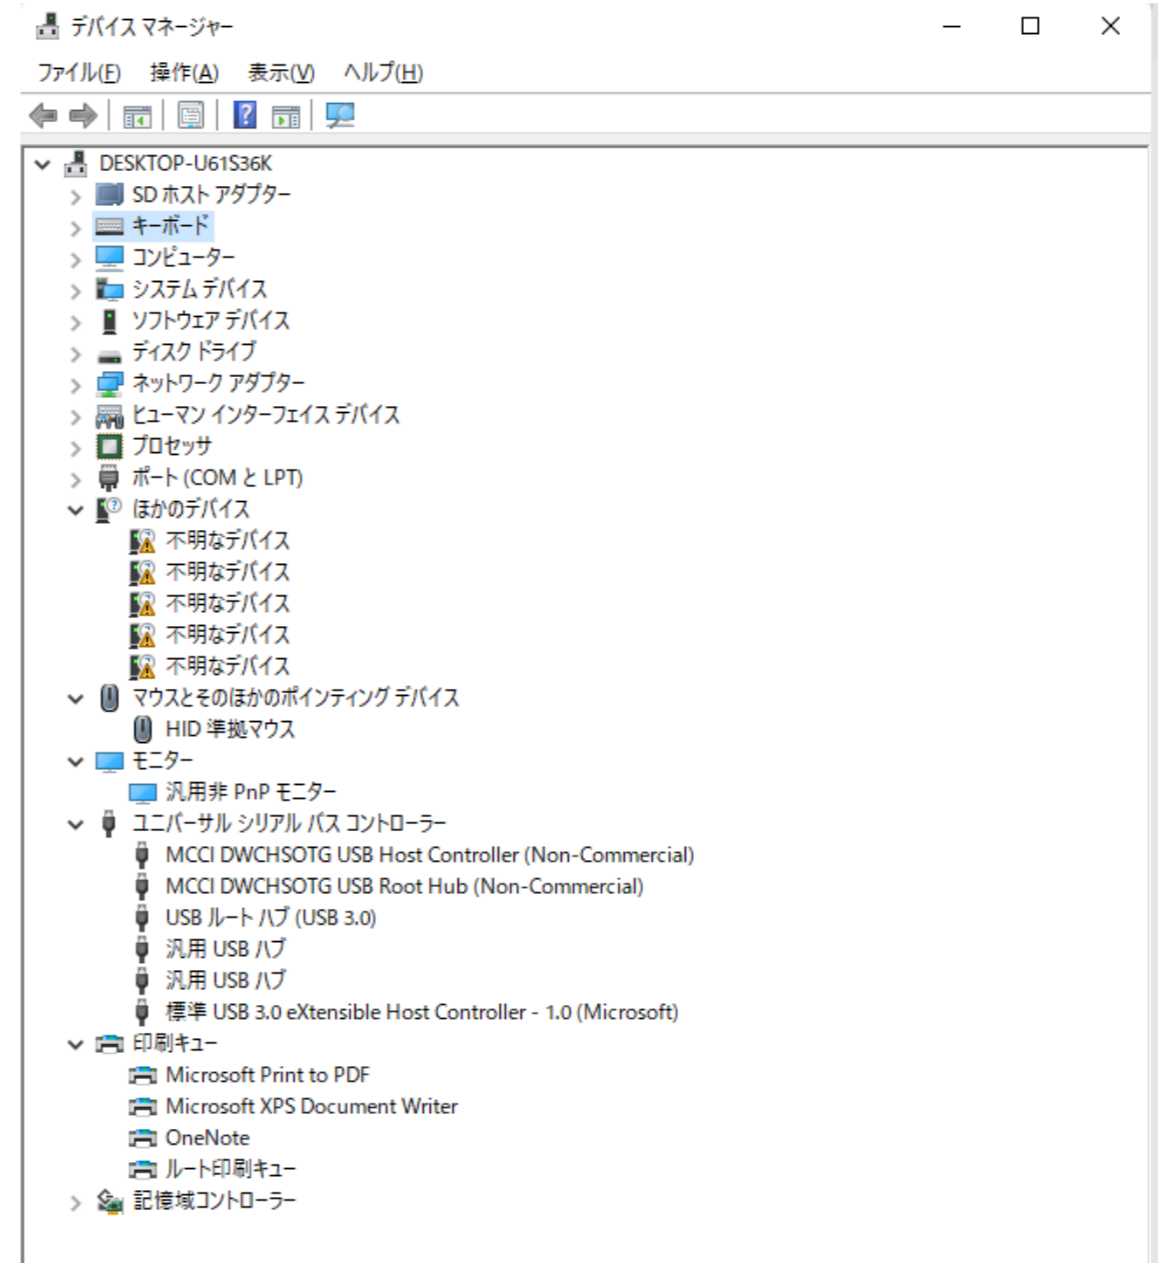 デバイス マネージャー
ファイル(F) 操作(A) 表示(V) ヘルプ(H)
DESKTOP-U61S36K
SD ホスト アダプター
キーボード
コンピューター
システム デバイス
ソフトウェア デバイス
ディスク ドライブ
ネットワーク アダプター
ヒューマン インターフェイス デバイス
プロセッサ
ポート (COM と LPT)
ほかのデバイス
不明なデバイス
不明なデバイス
不明なデバイス
不明なデバイス
不明なデバイス
マウスとそのほかのポインティング デバイス
HID 準拠マウス
モニター
汎用非 PnP モニター
ユニバーサル シリアル バス コントローラー
MCCI DWCHSOTG USB Host Controller (Non-Commercial)
MCCI DWCHSOTG USB Root Hub (Non-Commercial)
USB ルート ハブ (USB 3.0)
汎用 USB ハブ
汎用 USB ハブ
標準 USB 3.0 eXtensible Host Controller - 1.0 (Microsoft)
印刷キュー
Microsoft Print to PDF
Microsoft XPS Document Writer
OneNote
ルート印刷キュー
記憶域コントローラー